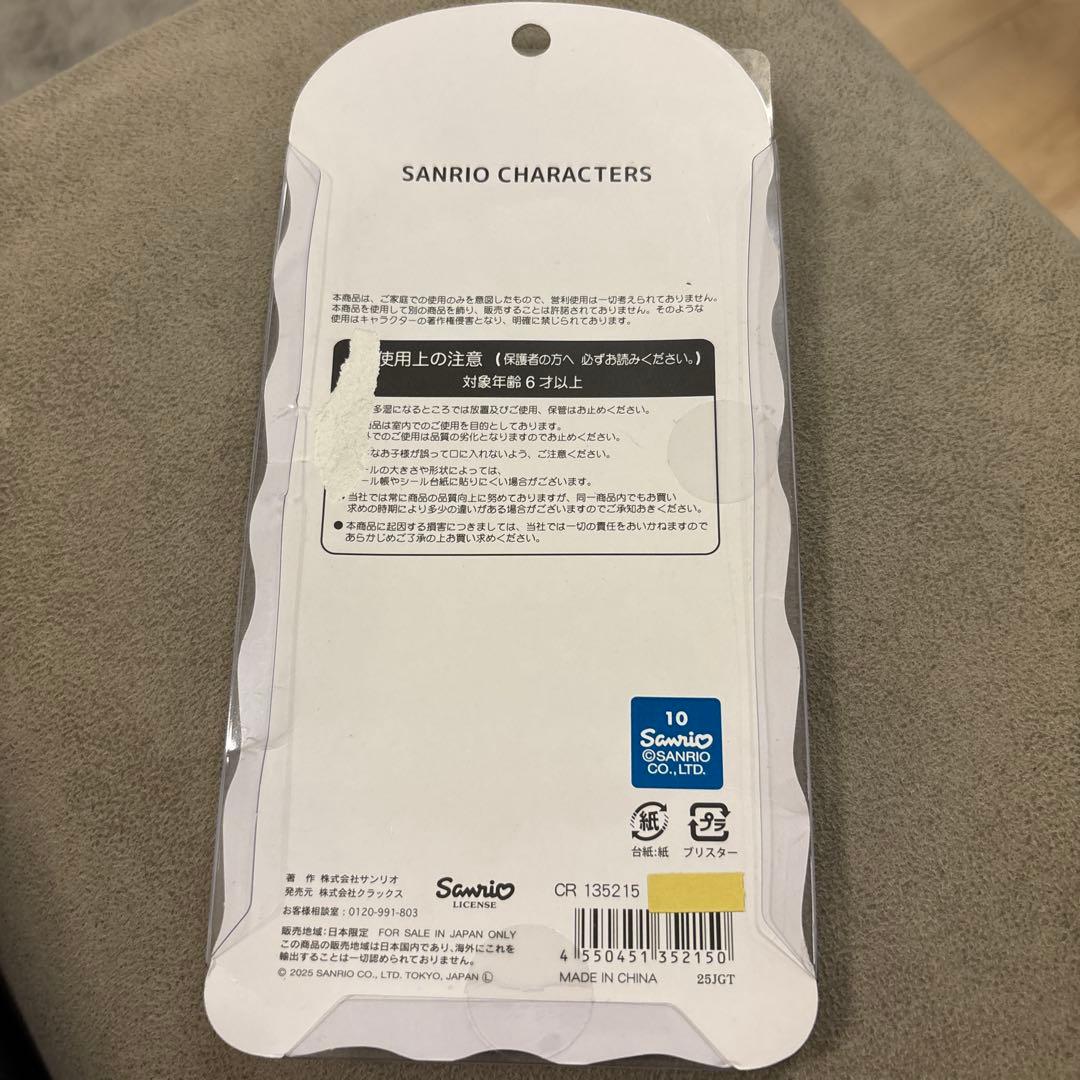 SANRIO CHARACTERS
本商品は、ご家庭での使用のみを意図したもので、営利使用は一切考えられておりません。
本商品を使用して別の商品を飾り、販売することは許諾されておりません。そのような
使用はキャラクターの著作権侵害となり、明確に禁じられております。
使用上の注意 (保護者の方へ 必ずお読みください。)
対象年齢6才以上
多湿になるところでは放置及びご使用、保管はお止めください。
品は室内でのご使用を目的としております。
でのご使用は品質の劣化となりますのでお止めください。
なお子様が誤って口に入れないよう、ご注意ください。
ールの大きさや形状によっては、
ール帳やシール台紙に貼りにくい場合がございます。
当社では常に商品の品質向上に努めておりますが、同一商品内でもお買い
求めの時期により多少の違いがある場合がございますのでご承知おきください。
●本商品に起因する損害につきましては、当社では一切の責任をおいかねますので
あらかじめご了承の上お買い求めください。
10
Sanrio
©SANRIO
CO.,LTD.
紙
プラ
台紙:紙
ブリスター
著 作 株式会社サンリオ
発売元 株式会社クラックス
お客様相談室:0120-991-803
Sanrio
LICENSE
CR 135215
販売地域:日本限定 FOR SALE IN JAPAN ONLY
この商品の販売地域は日本国内であり、海外にこれを
輸出することは一切認められておりません。
© 2025 SANRIO CO., LTD. TOKYO, JAPAN Ⓛ
4 550451 352150
MADE IN CHINA
25JGT